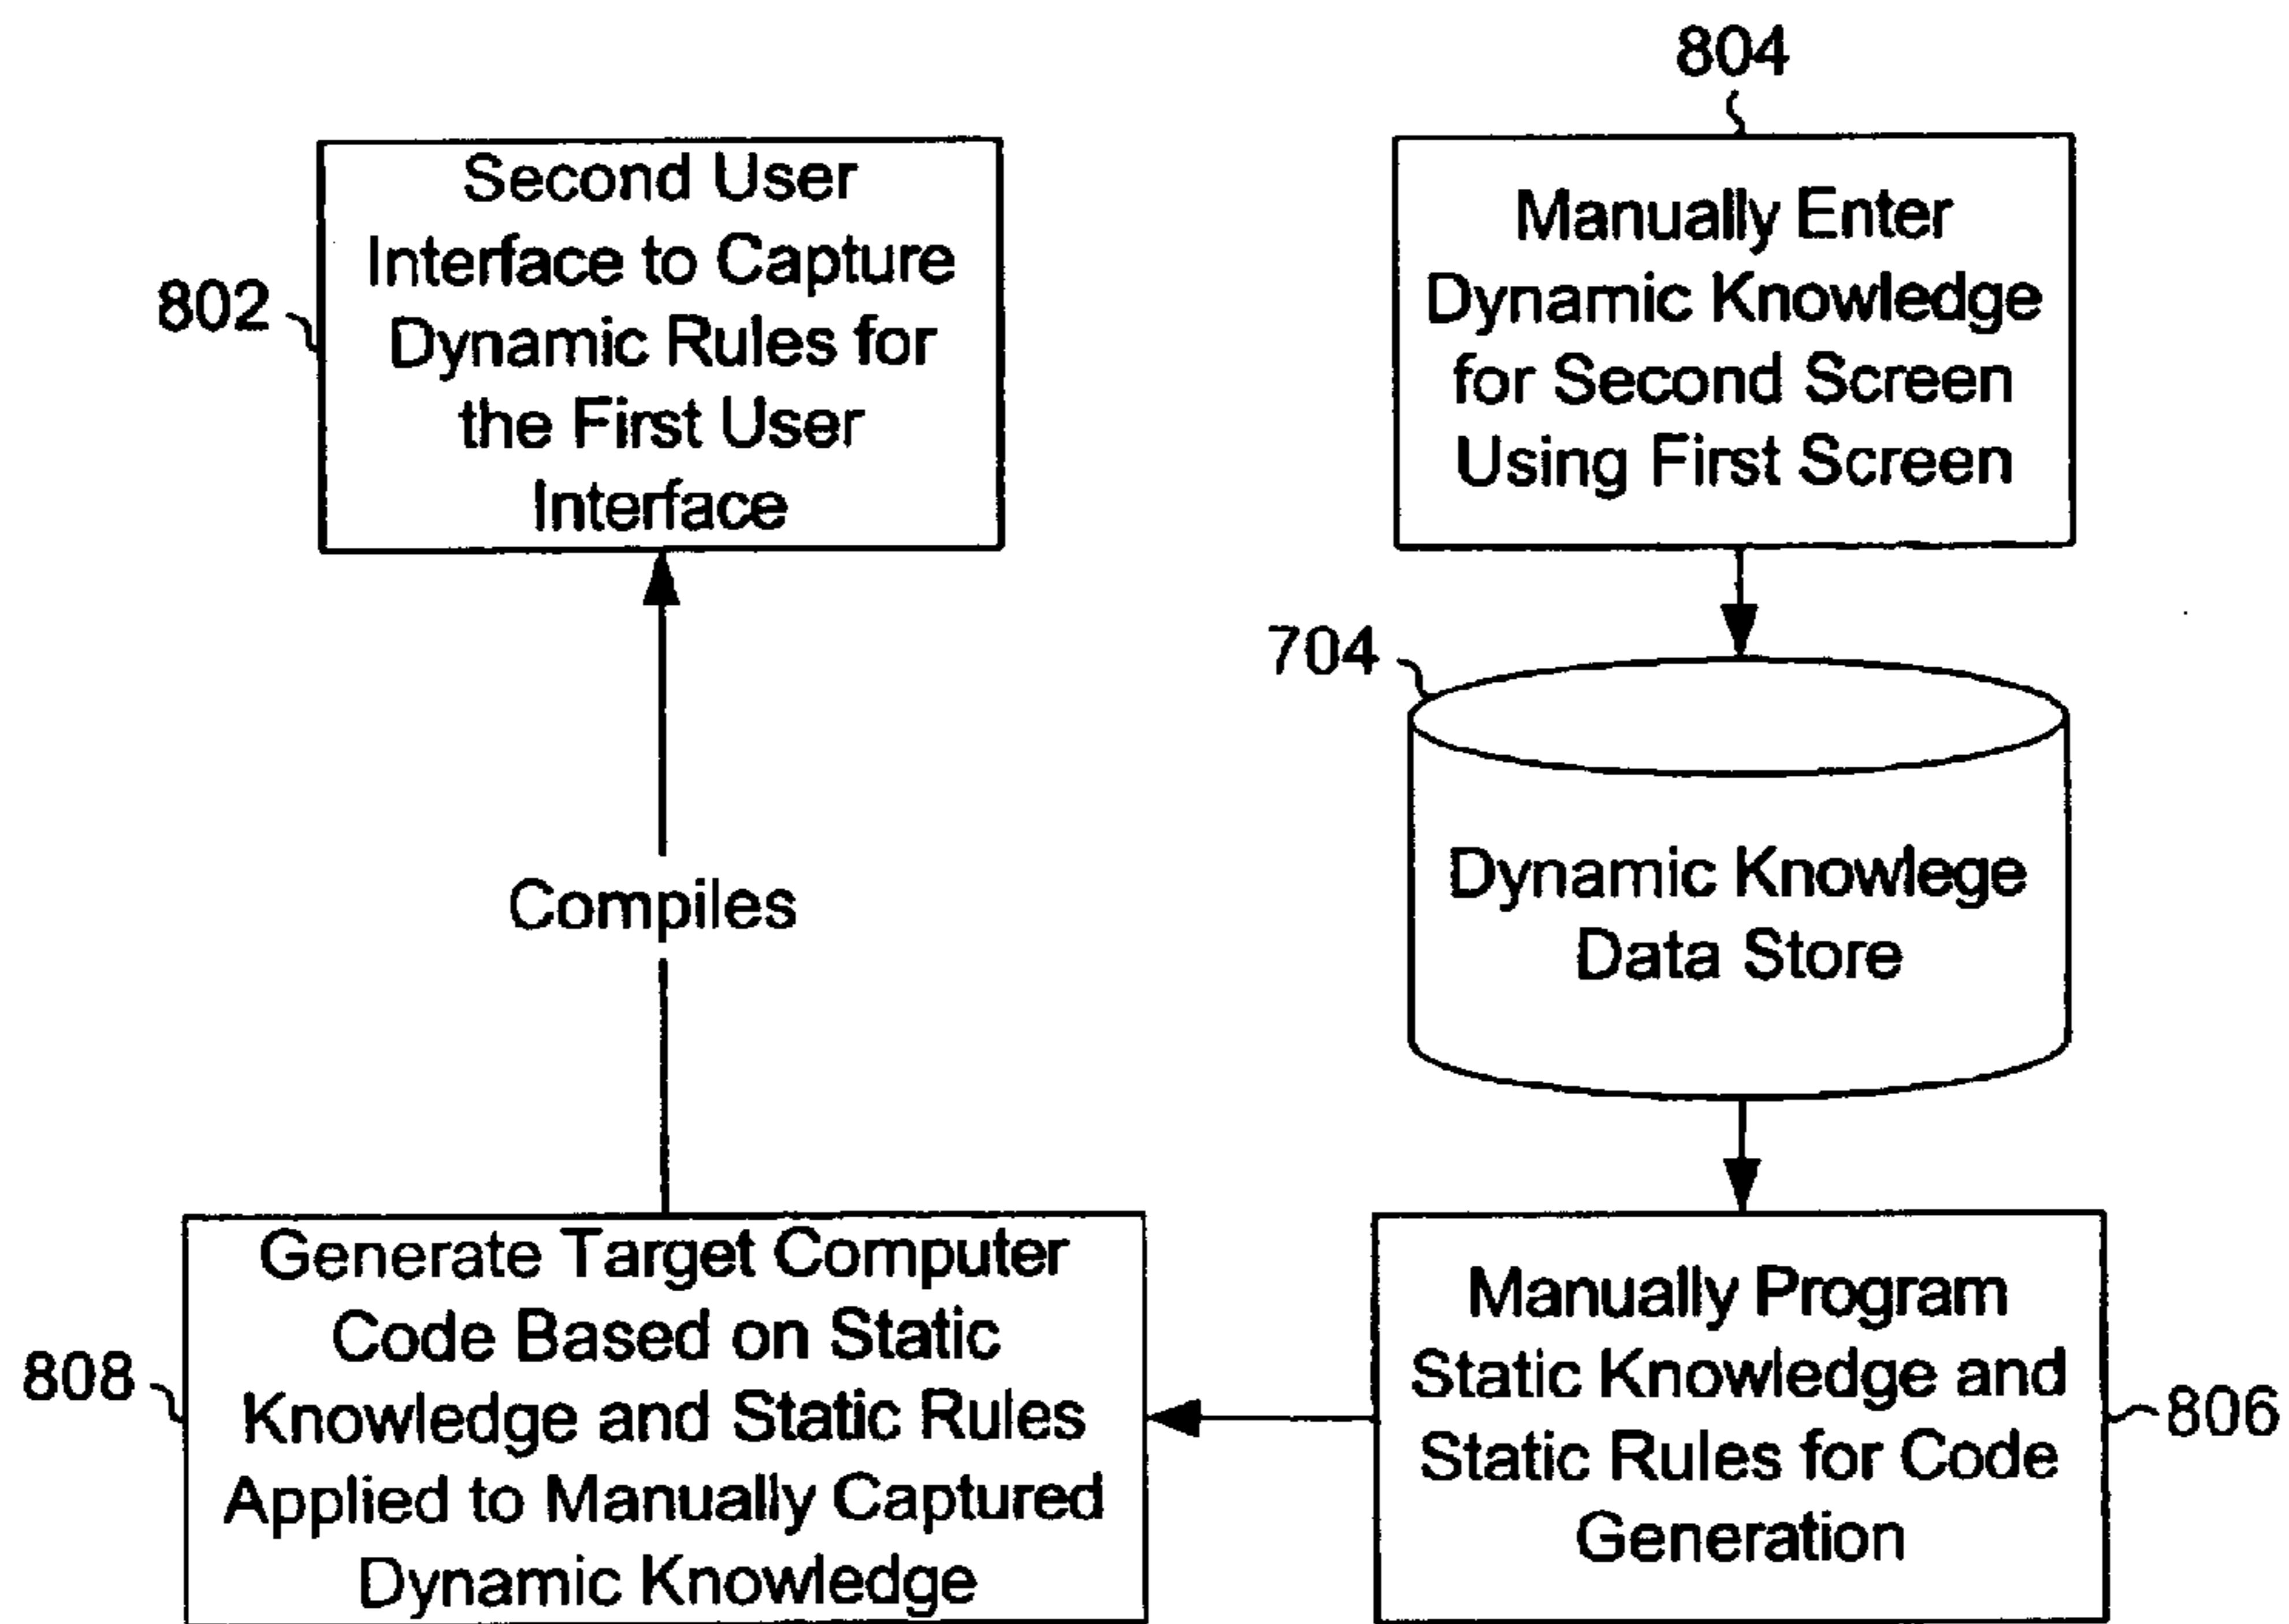 804
Second User
Interface to Capture
Dynamic Rules for
the First User
Interface
802
Manually Enter
Dynamic Knowledge
for Second Screen
Using First Screen
704
Dynamic Knowlege
Data Store
Compiles
Generate Target Computer
Code Based on Static
Knowledge and Static Rules
Applied to Manually Captured
Dynamic Knowledge
808
Manually Program
Static Knowledge and
Static Rules for Code
Generation
806